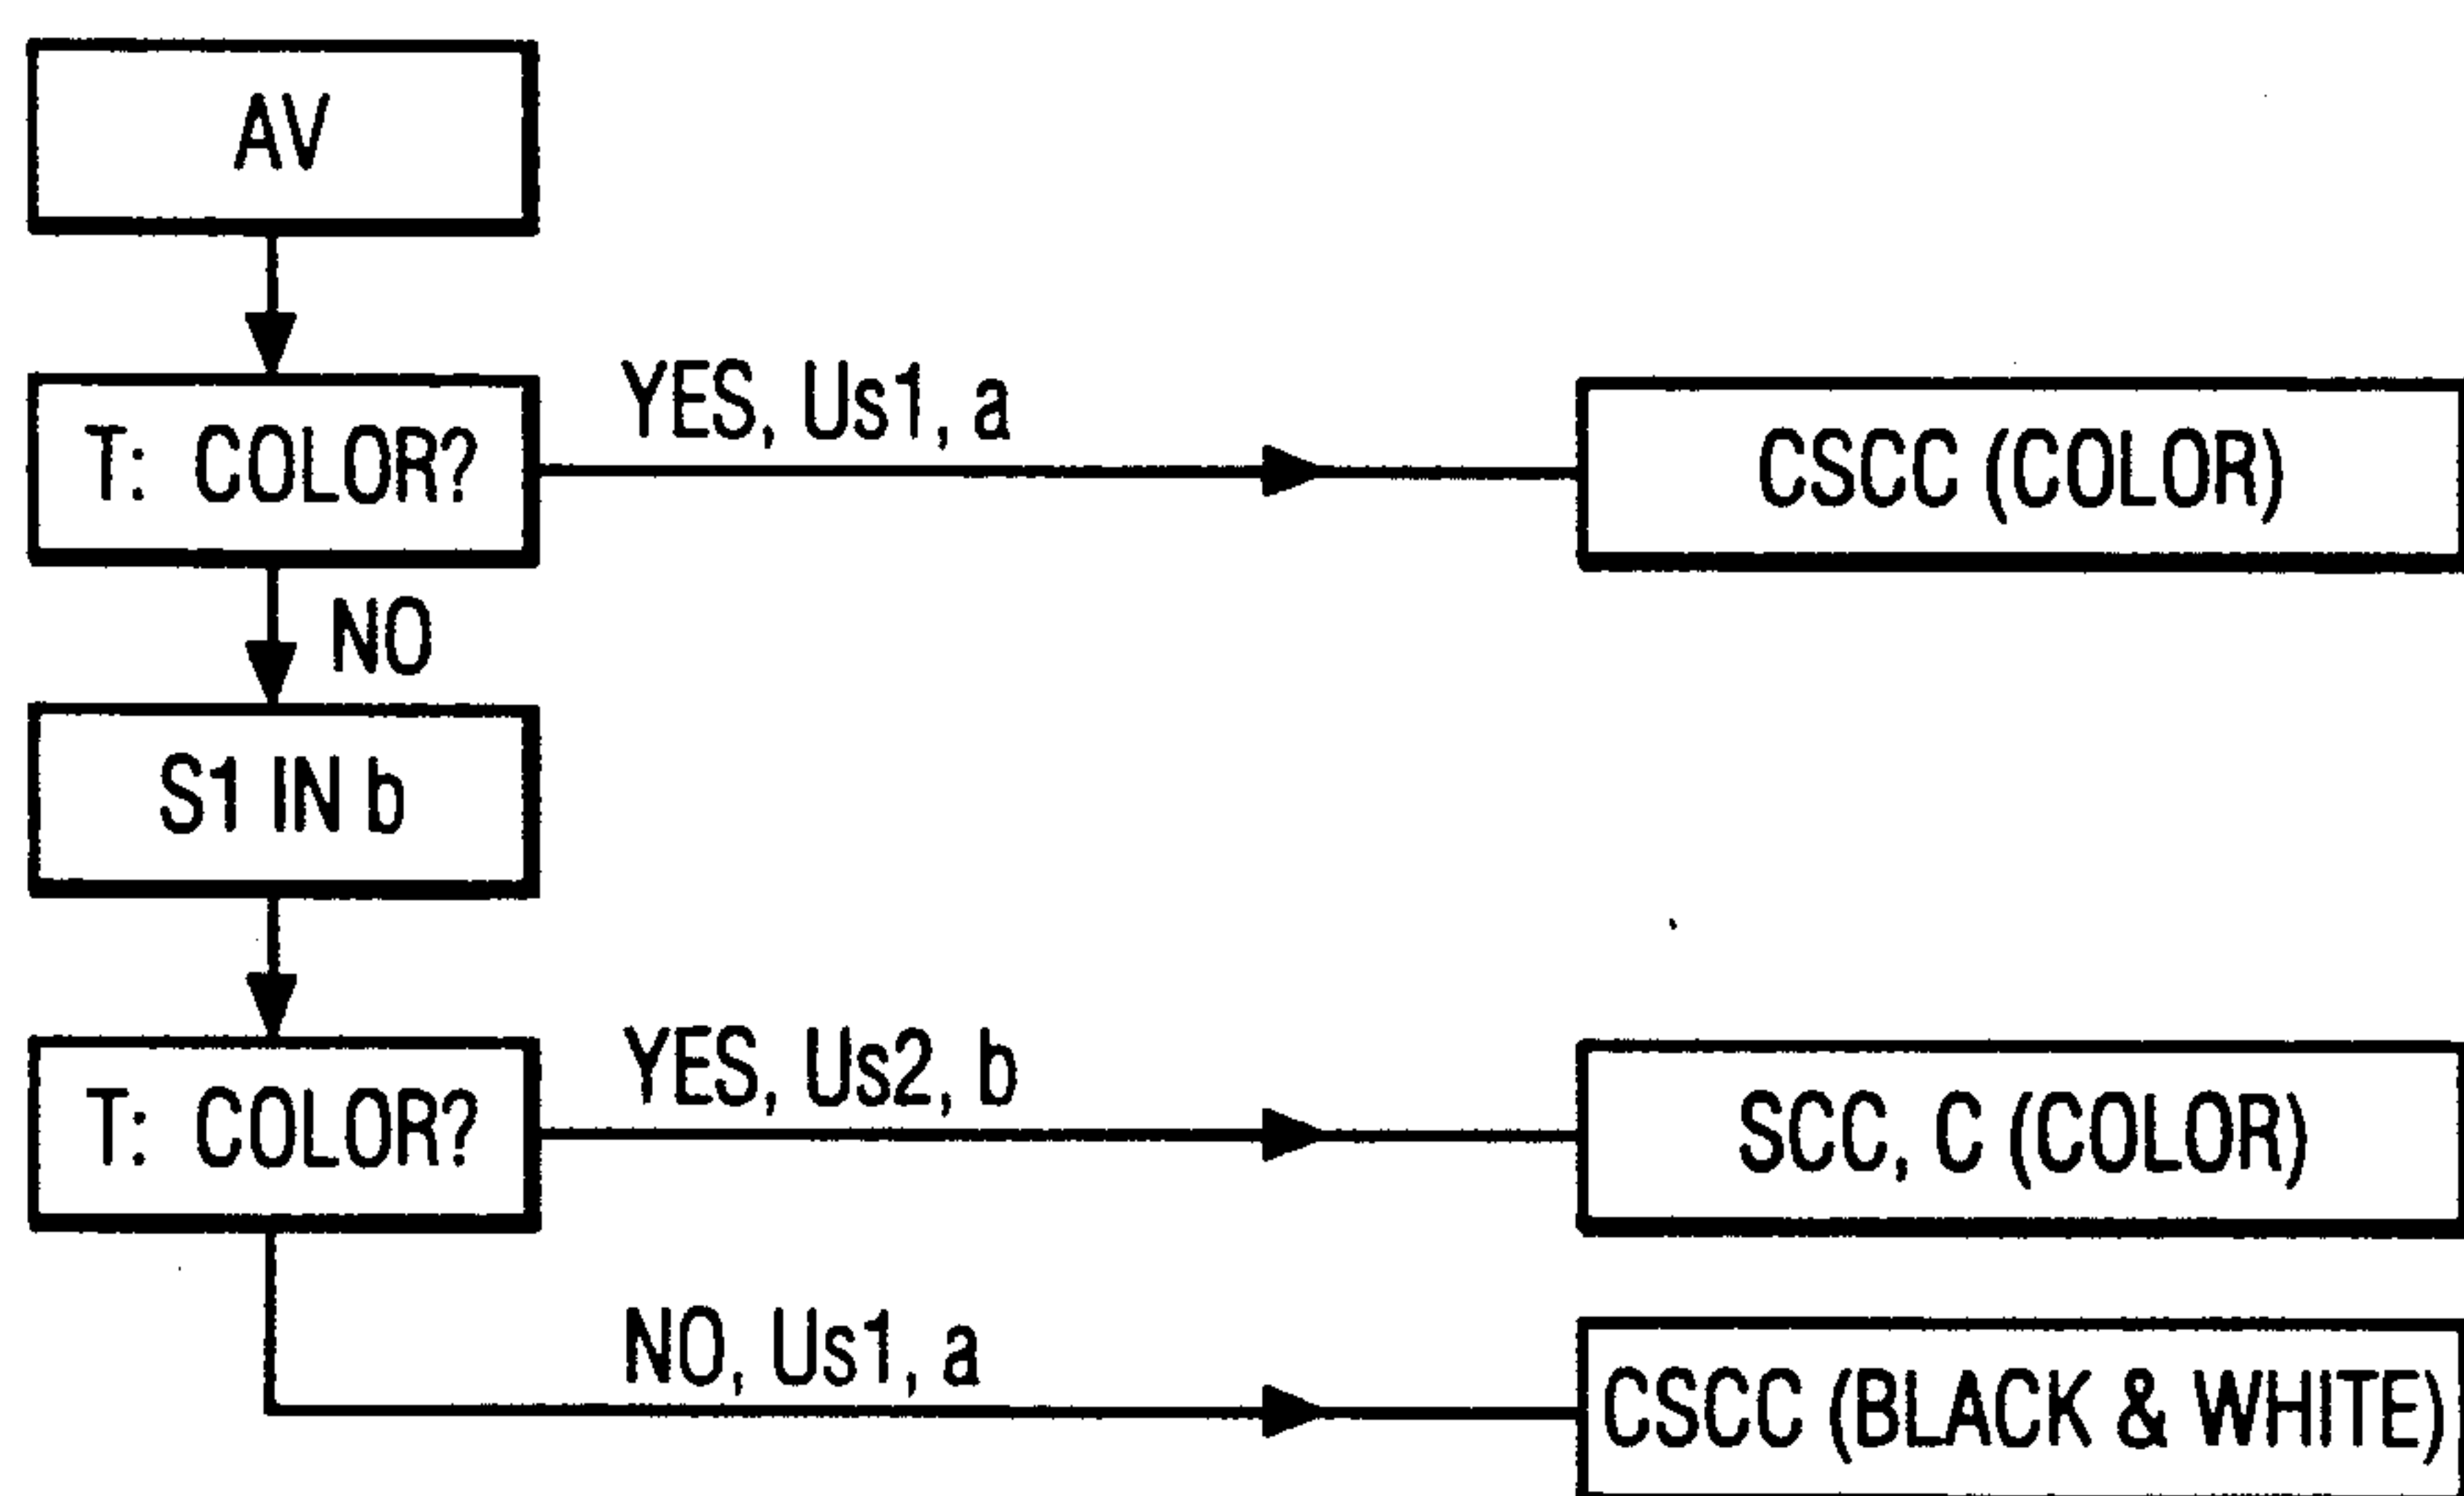 AV
T: COLOR?
YES, Us1, a
CSCC (COLOR)
NO
S1 IN b
T: COLOR?
YES, Us2, b
SCC, C (COLOR)
NO, Us1, a
CSCC (BLACK & WHITE)